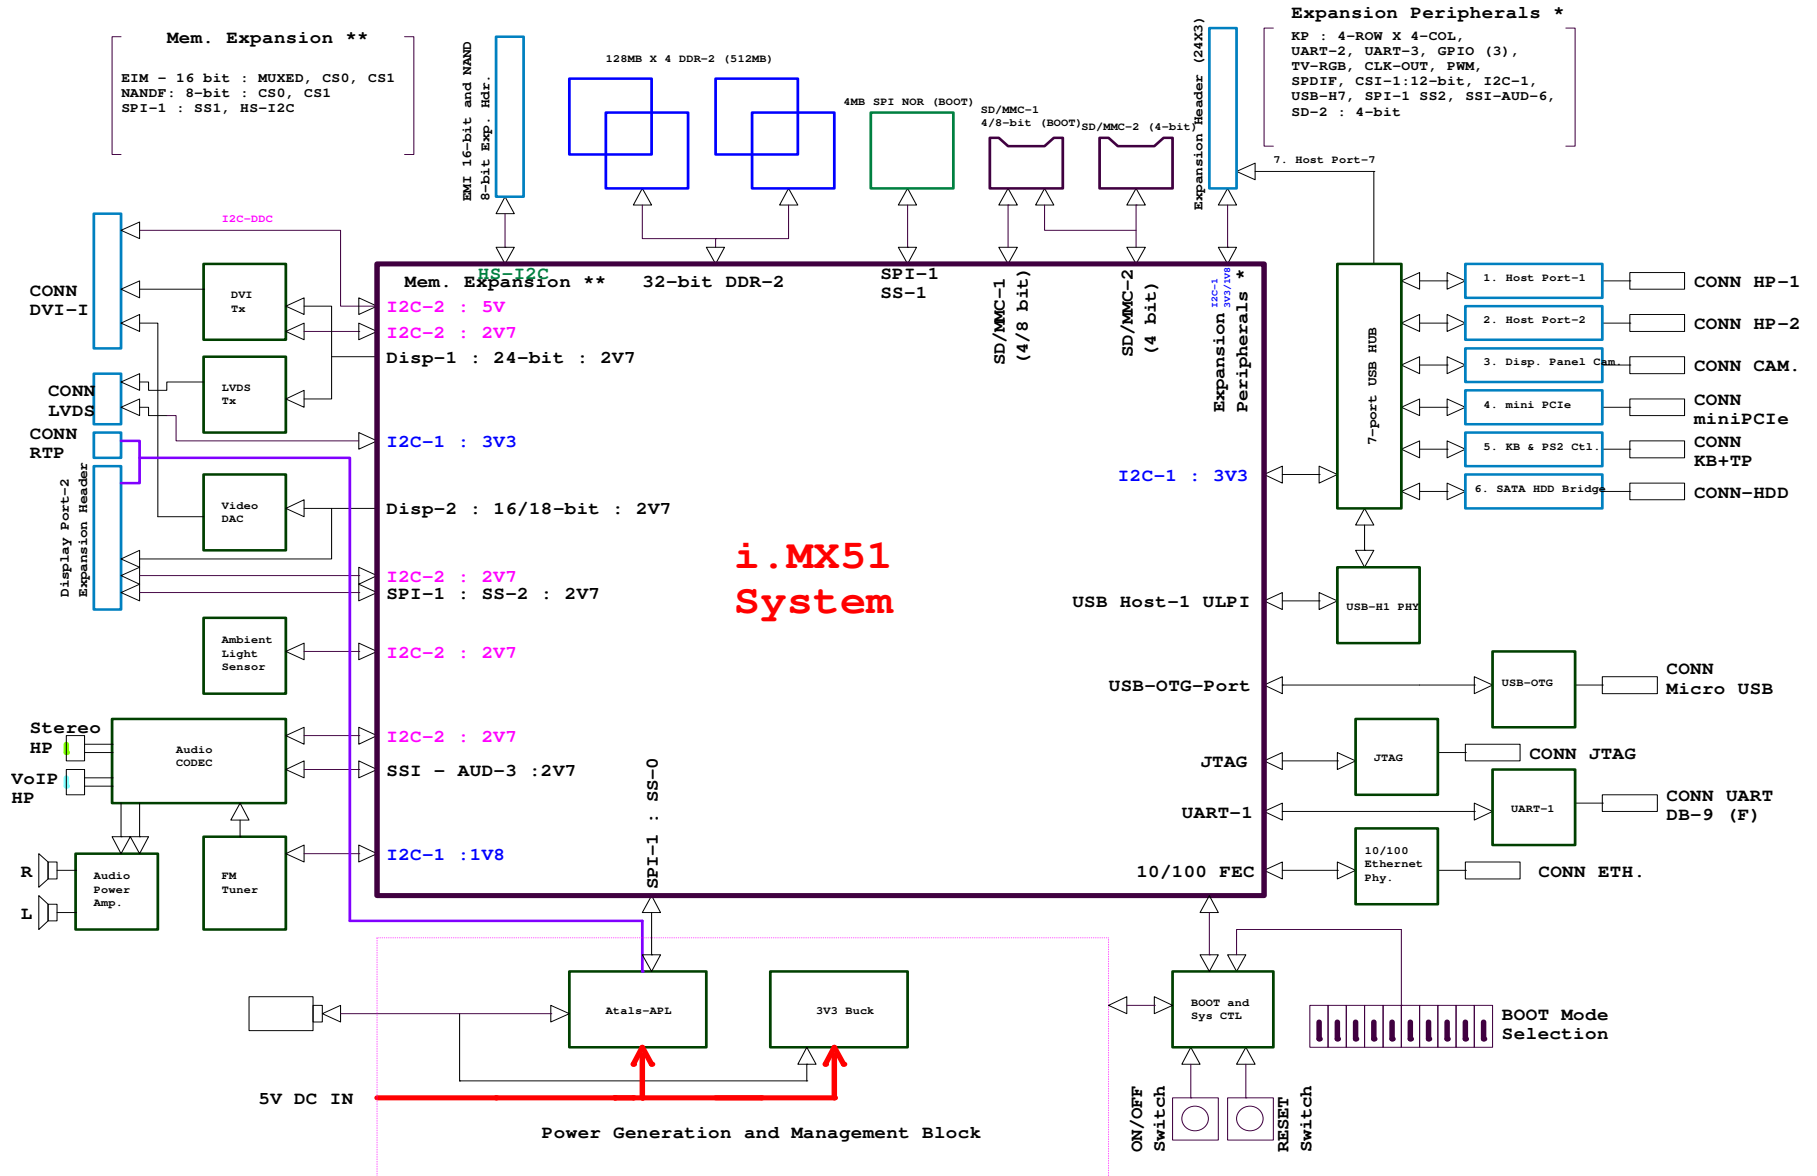 Mem. Expansion **
EIM - 16 bit : MUXED, CS0, CS1
NANDF: 8-bit : CS0, CS1
SPI-1 : SS1, HS-I2C
EMI 16-bit and NAND
8-bit Exp. Hdr.
128MB X 4 DDR-2 (512MB)
4MB SPI NOR (BOOT)
SD/MMC-1
4/8-bit (BOOT)
SD/MMC-2 (4-bit)
Expansion Header (24X3)
Expansion Peripherals *
KP : 4-ROW X 4-COL,
UART-2, UART-3, GPIO (3),
TV-RGB, CLK-OUT, PWM,
SPDIF, CSI-1:12-bit, I2C-1,
USB-H7, SPI-1 SS2, SSI-AUD-6,
SD-2 : 4-bit
7. Host Port-7
I2C-DDC
CONN
DVI-I
DVI
Tx
CONN
LVDS
LVDS
Tx
CONN
RTP
Display Port-2
Expansion Header
Video
DAC
Ambient
Light
Sensor
Stereo
HP
VoIP
HP
Audio
CODEC
R
L
Audio
Power
Amp.
FM
Tuner
HS-I2C
Mem. Expansion **
32-bit DDR-2
SPI-1
SS-1
SD/MMC-1
(4/8 bit)
SD/MMC-2
(4 bit)
I2C-1
3V3/1V8
Expansion
Peripherals *
I2C-2 : 5V
I2C-2 : 2V7
Disp-1 : 24-bit : 2V7
I2C-1 : 3V3
Disp-2 : 16/18-bit : 2V7
I2C-2 : 2V7
SPI-1 : SS-2 : 2V7
I2C-2 : 2V7
I2C-2 : 2V7
SSI - AUD-3 :2V7
I2C-1 :1V8
SPI-1 : SS-0
i.MX51
System
I2C-1 : 3V3
USB Host-1 ULPI
USB-OTG-Port
JTAG
UART-1
10/100 FEC
7-port USB HUB
1. Host Port-1
CONN HP-1
2. Host Port-2
CONN HP-2
3. Disp. Panel Cam.
CONN CAM.
4. mini PCIe
CONN
miniPCIe
5. KB & PS2 Ctl.
CONN
KB+TP
6. SATA HDD Bridge
CONN-HDD
USB-H1 PHY
USB-OTG
CONN
Micro USB
JTAG
CONN JTAG
UART-1
CONN UART
DB-9 (F)
10/100
Ethernet
Phy.
CONN ETH.
Atals-APL
3V3 Buck
BOOT and
Sys CTL
BOOT Mode
Selection
5V DC IN
ON/OFF
Switch
RESET
Switch
Power Generation and Management Block